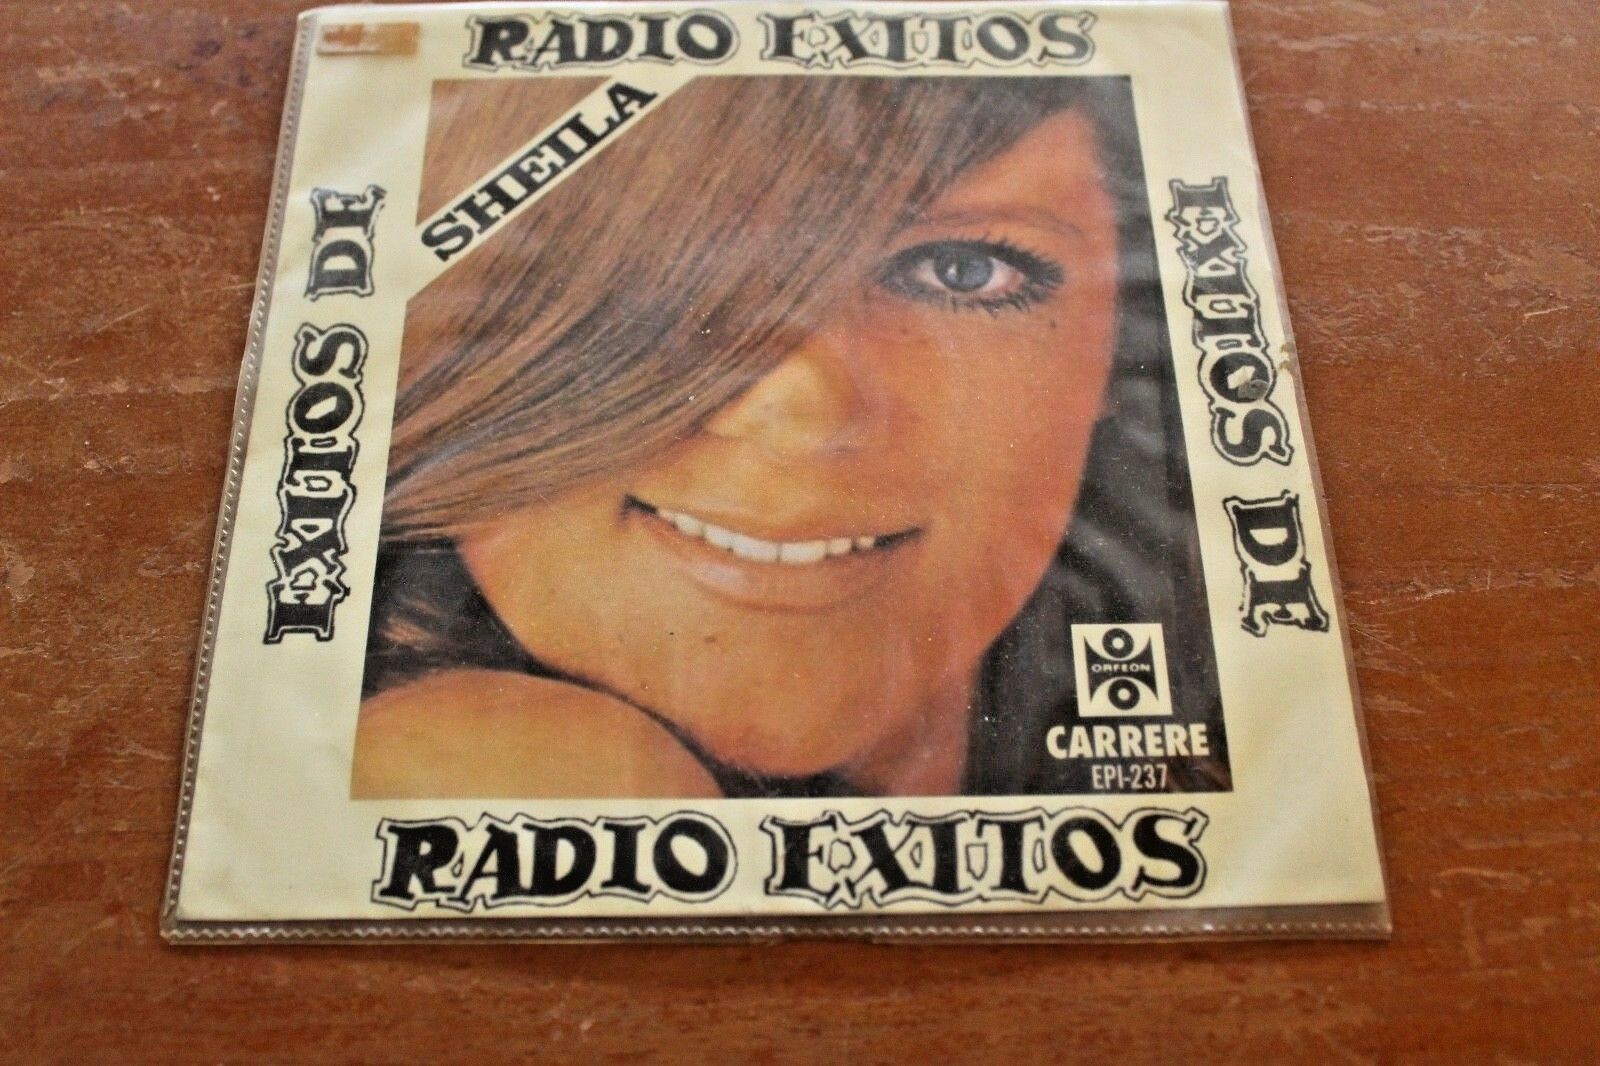 RADIO EXITOS
SHEILA
EXITOS DE
EXITOS DE
ORFEON
CARRERE
EPI-237
RADIO EXITOS